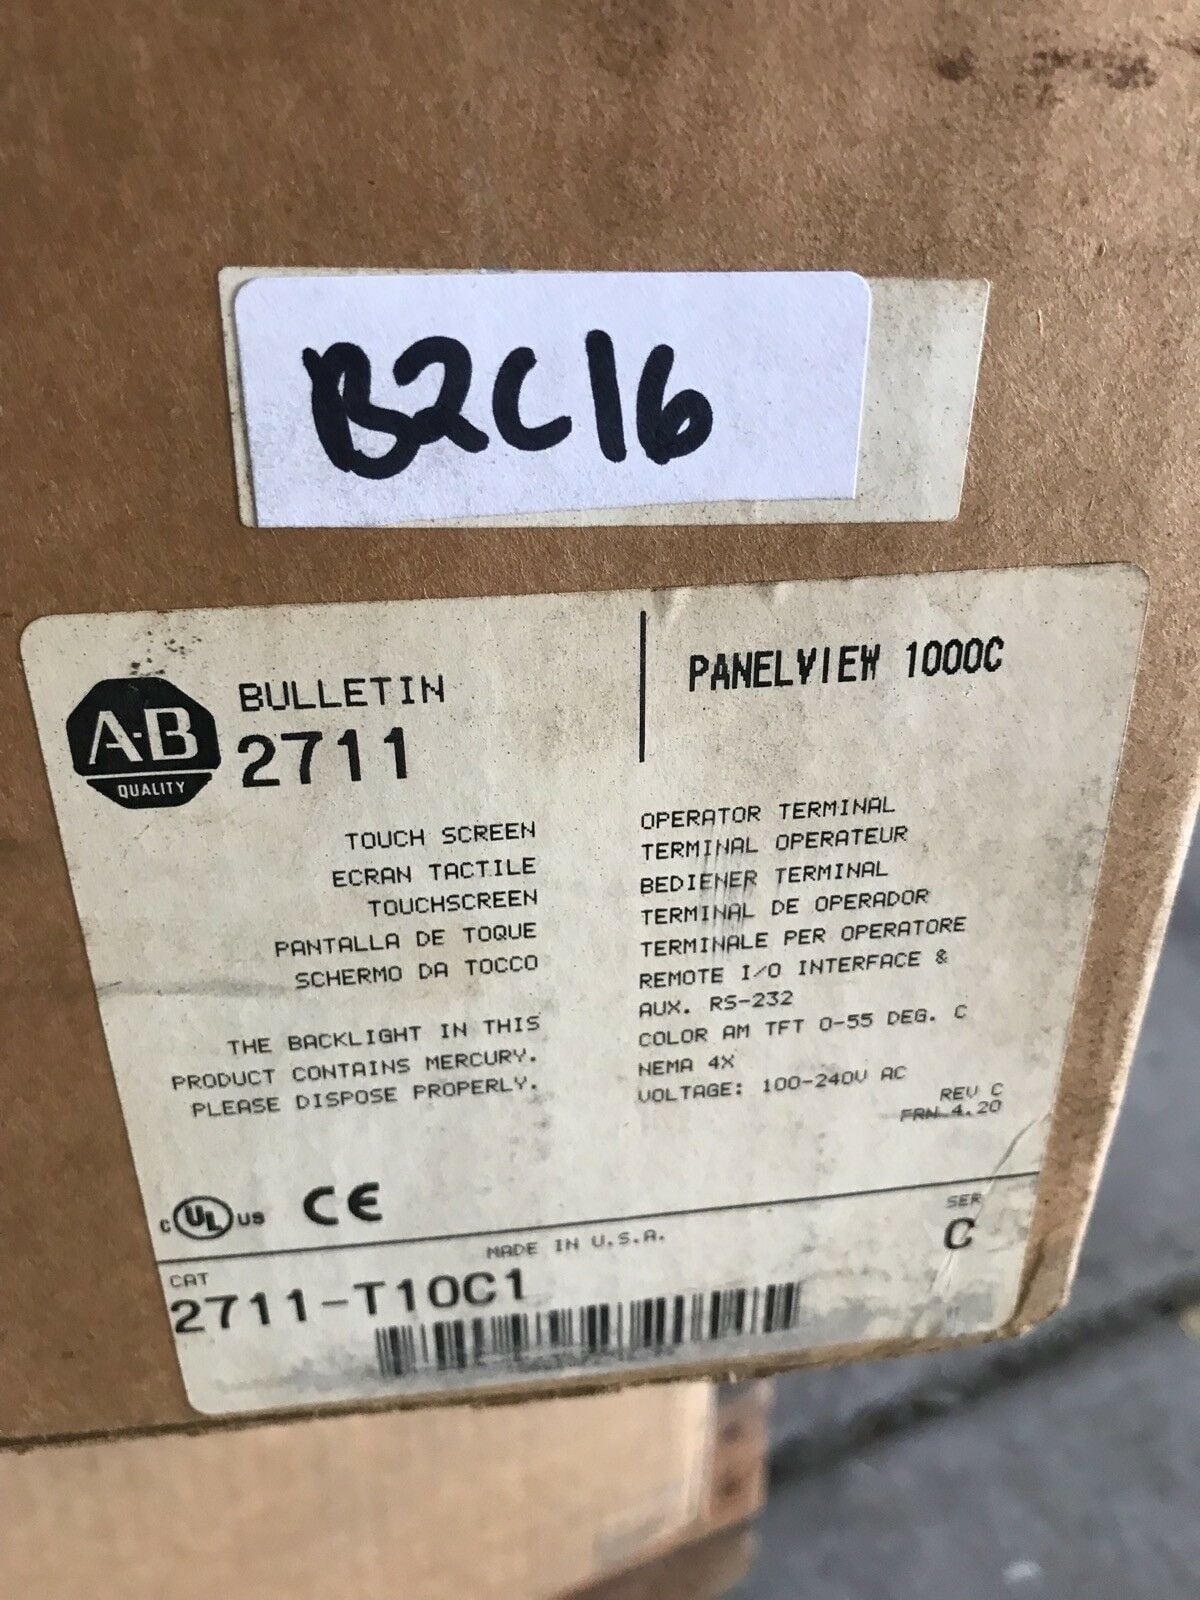 B2C16
A-B
QUALITY
BULLETIN
2711
PANELVIEW 1000C
TOUCH SCREEN
ECRAN TACTILE
TOUCHSCREEN
PANTALLA DE TOQUE
SCHERMO DA TOCCO
THE BACKLIGHT IN THIS
PRODUCT CONTAINS MERCURY.
PLEASE DISPOSE PROPERLY.
OPERATOR TERMINAL
TERMINAL OPERATEUR
BEDIENER TERMINAL
TERMINAL DE OPERADOR
TERMINALE PER OPERATORE
REMOTE I/O INTERFACE &
AUX. RS-232
COLOR AM TFT 0-55 DEG. C
NEMA 4X
VOLTAGE: 100-240V AC
REV C
FRN 4.20
C UL US CE
MADE IN U.S.A.
SER
C
CAT
2711-T10C1